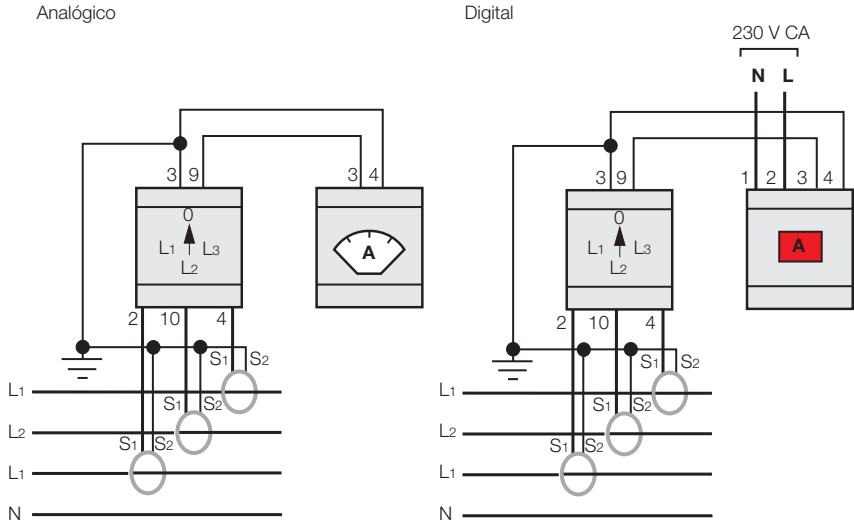 Analógico
3 9
3 4
0
L1 L3
L2
A
2 10 4
S1 S2
L1
S1 S2
L2
S1 S2
L1
N
Digital
230 V CA
N L
3 9
1 2 3 4
0
L1 L3
L2
A
2 10 4
S1 S2
L1
S1 S2
L2
S1 S2
L1
N